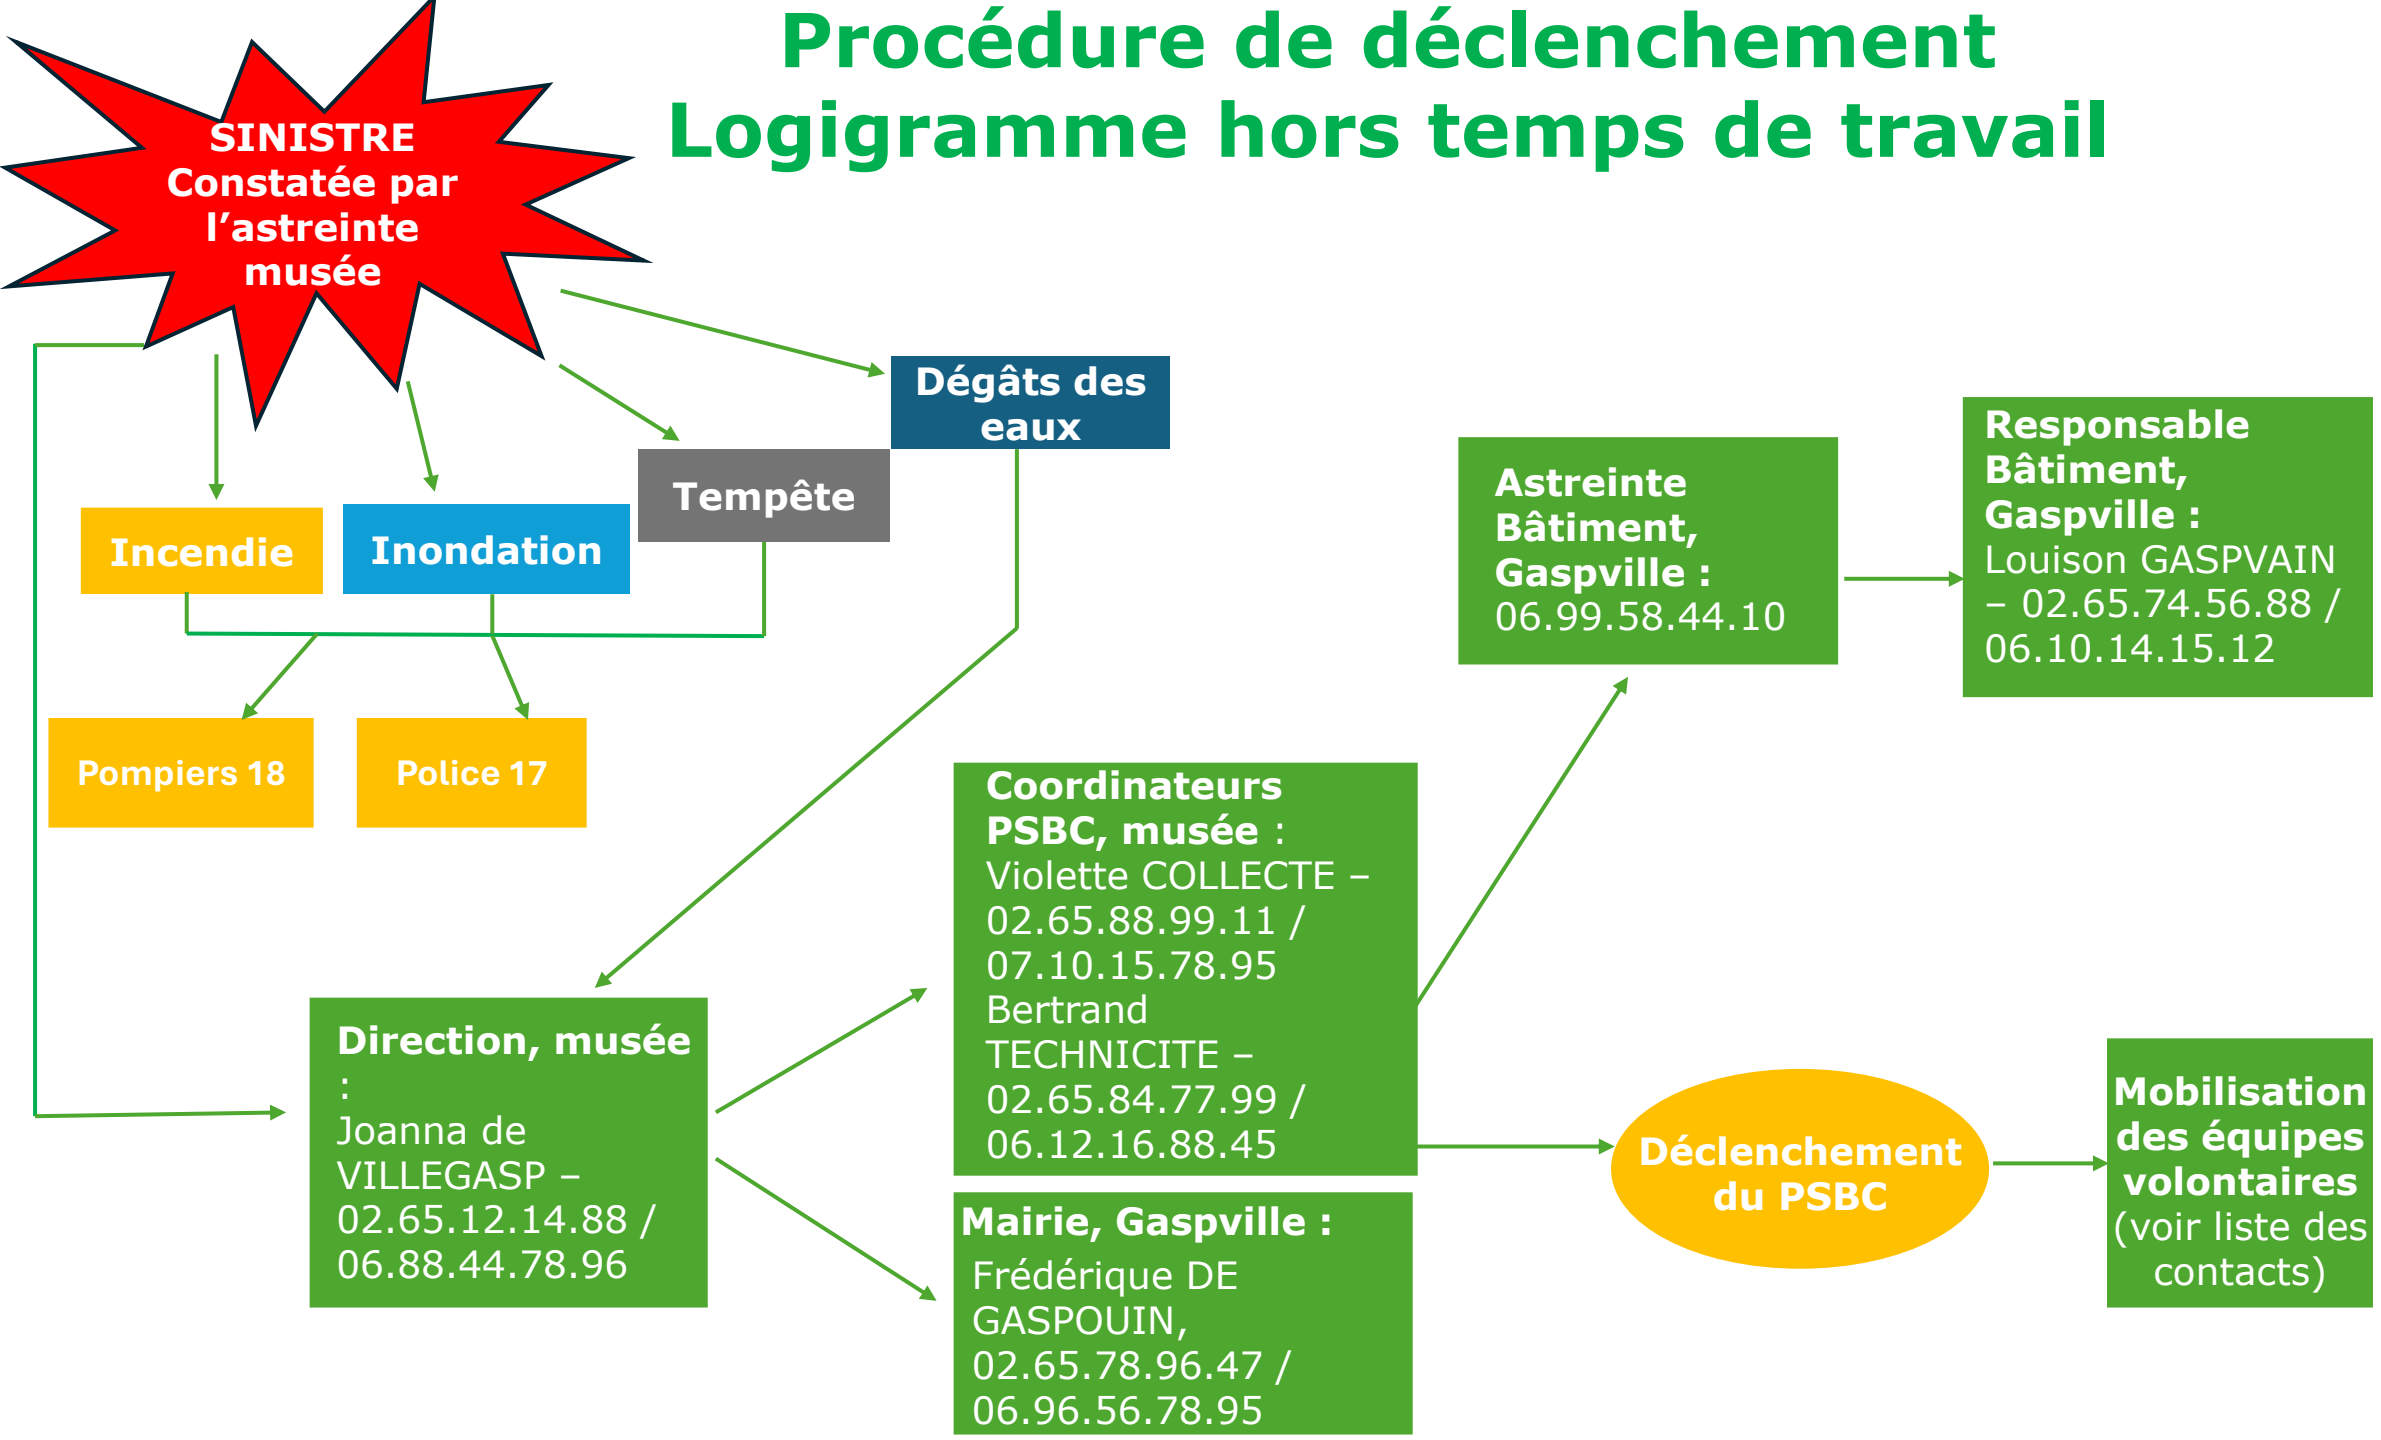 Procédure de déclenchement
Logigramme hors temps de travail
SINISTRE
Constatée par
l’astreinte
musée
Dégâts des
eaux
Tempête
Incendie
Inondation
Pompiers 18
Police 17
Astreinte
Bâtiment,
Gaspville :
06.99.58.44.10
Responsable
Bâtiment,
Gaspville :
Louison GASPVAIN
– 02.65.74.56.88 /
06.10.14.15.12
Direction, musée
:
Joanna de
VILLEGASP –
02.65.12.14.88 /
06.88.44.78.96
Coordinateurs
PSBC, musée :
Violette COLLECTE –
02.65.88.99.11 /
07.10.15.78.95
Bertrand
TECHNICITE –
02.65.84.77.99 /
06.12.16.88.45
Mairie, Gaspville :
Frédérique DE
GASPOUIN,
02.65.78.96.47 /
06.96.56.78.95
Déclenchement
du PSBC
Mobilisation
des équipes
volontaires
(voir liste des
contacts)